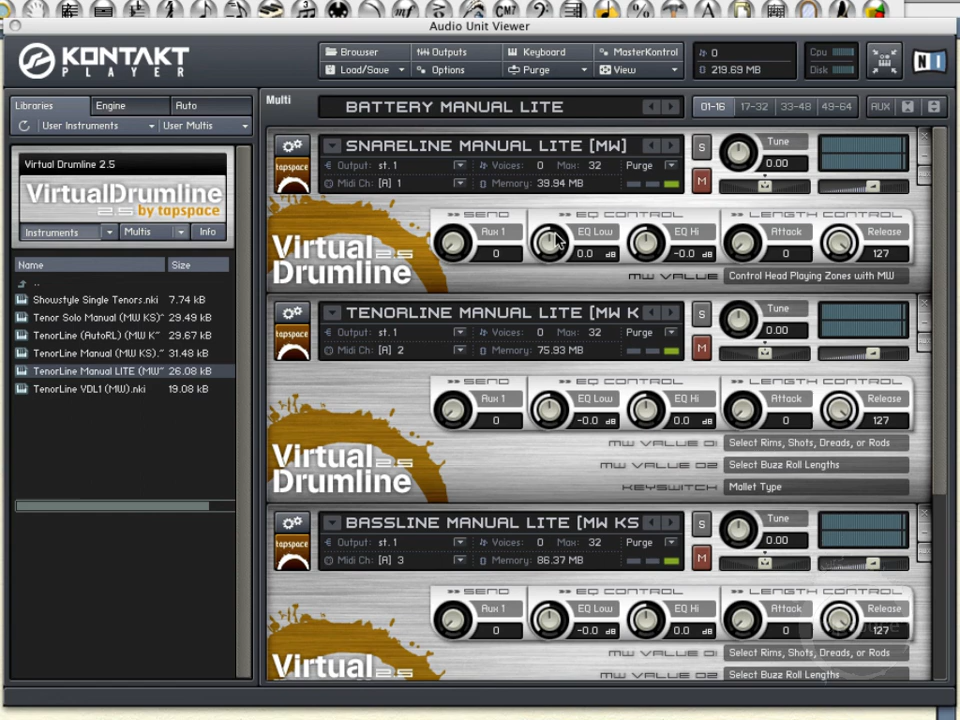 Audio Unit Viewer
KONTAKT
PLAYER
Browser Outputs Keyboard MasterKontrol
Load/Save Options Purge View
0
219.69 MB
Cpu
Disk
NI
Libraries Engine Auto
User Instruments User Multis
Multi BATTERY MANUAL LITE 01-16 17-32 33-48 49-64 AUX
Virtual Drumline 2.5
VirtualDrumline
2.5 by tapspace
Instruments Multis Info
Name Size
..
Showstyle Single Tenors.nki 7.74 kB
Tenor Solo Manual (MW KS)" 29.49 kB
TenorLine (AutoRL) (MW K" 29.67 kB
TenorLine Manual (MW KS)." 31.48 kB
TenorLine Manual LITE (MW" 26.08 kB
TenorLine VDL1 (MW).nki 19.08 kB
tapspace
SNARELINE MANUAL LITE [MW] S Tune
Output: st. 1 Voices: 0 Max: 32 Purge 0.00
Midi Ch: [A] 1 Memory: 39.94 MB M
SEND EQ CONTROL LENGTH CONTROL
Aux 1 EQ Low EQ Hi Attack Release
0 0.0 dB -0.0 dB 0 127
Virtual 2.5
Drumline
MW VALUE Control Head Playing Zones with MW
tapspace
TENORLINE MANUAL LITE [MW K S Tune
Output: st. 1 Voices: 0 Max: 32 Purge 0.00
Midi Ch: [A] 2 Memory: 75.93 MB M
SEND EQ CONTROL LENGTH CONTROL
Aux 1 EQ Low EQ Hi Attack Release
0 -0.0 dB 0.0 dB 0 127
Virtual 2.5
Drumline
MW VALUE 01 Select Rims, Shots, Dreads, or Rods
MW VALUE 02 Select Buzz Roll Lengths
KEYSWITCH Mallet Type
tapspace
BASSLINE MANUAL LITE [MW KS S Tune
Output: st. 1 Voices: 0 Max: 32 Purge 0.00
Midi Ch: [A] 3 Memory: 86.37 MB M
SEND EQ CONTROL LENGTH CONTROL
Aux 1 EQ Low EQ Hi Attack Release
0 -0.0 dB 0.0 dB 0 127
Virtual 2.5
MW VALUE 01 Select Rims, Shots, Dreads, or Rods
MW VALUE 02 Select Buzz Roll Lengths